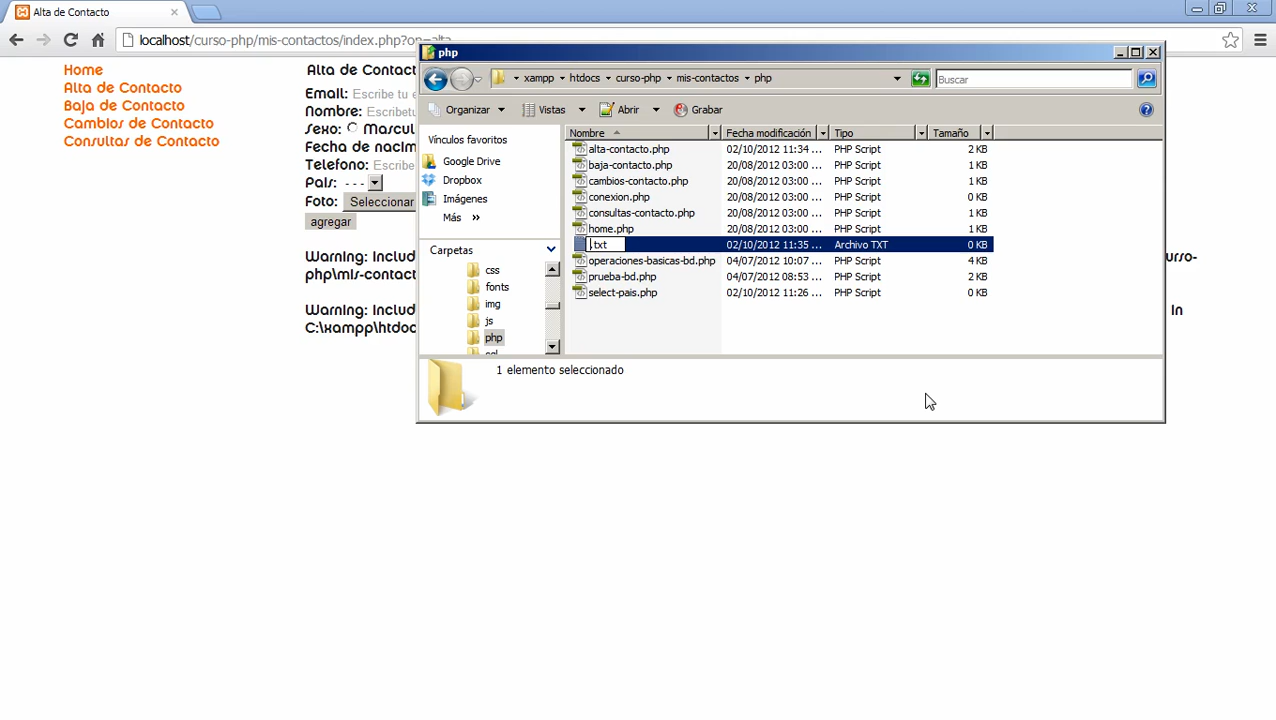 Alta de Contacto
localhost/curso-php/mis-contactos/index.php?op=alta
Home
Alta de Contacto
Baja de Contacto
Cambios de Contacto
Consultas de Contacto
Alta de Contact
Email: Escribe tu e
Nombre: Escribetu
Sexo: Mascul
Fecha de nacim
Telefono: Escribe
País: - - -
Foto: Seleccionar
agregar
Warning: Includ
urso-
php\mis-contact
Warning: Includ
In
C:\xampp\htdoc
php
xampp htdocs curso-php mis-contactos php
Buscar
Organizar Vistas Abrir Grabar
Vínculos favoritos
Google Drive
Dropbox
Imágenes
Más »
Carpetas
css
fonts
img
js
php
sql
Nombre Fecha modificación Tipo Tamaño
alta-contacto.php 02/10/2012 11:34 ... PHP Script 2 KB
baja-contacto.php 20/08/2012 03:00 ... PHP Script 1 KB
cambios-contacto.php 20/08/2012 03:00 ... PHP Script 1 KB
conexion.php 20/08/2012 03:00 ... PHP Script 0 KB
consultas-contacto.php 20/08/2012 03:00 ... PHP Script 1 KB
home.php 20/08/2012 03:00 ... PHP Script 1 KB
.txt 02/10/2012 11:35 ... Archivo TXT 0 KB
operaciones-basicas-bd.php 04/07/2012 10:07 ... PHP Script 4 KB
prueba-bd.php 04/07/2012 08:53 ... PHP Script 2 KB
select-pais.php 02/10/2012 11:26 ... PHP Script 0 KB
1 elemento seleccionado